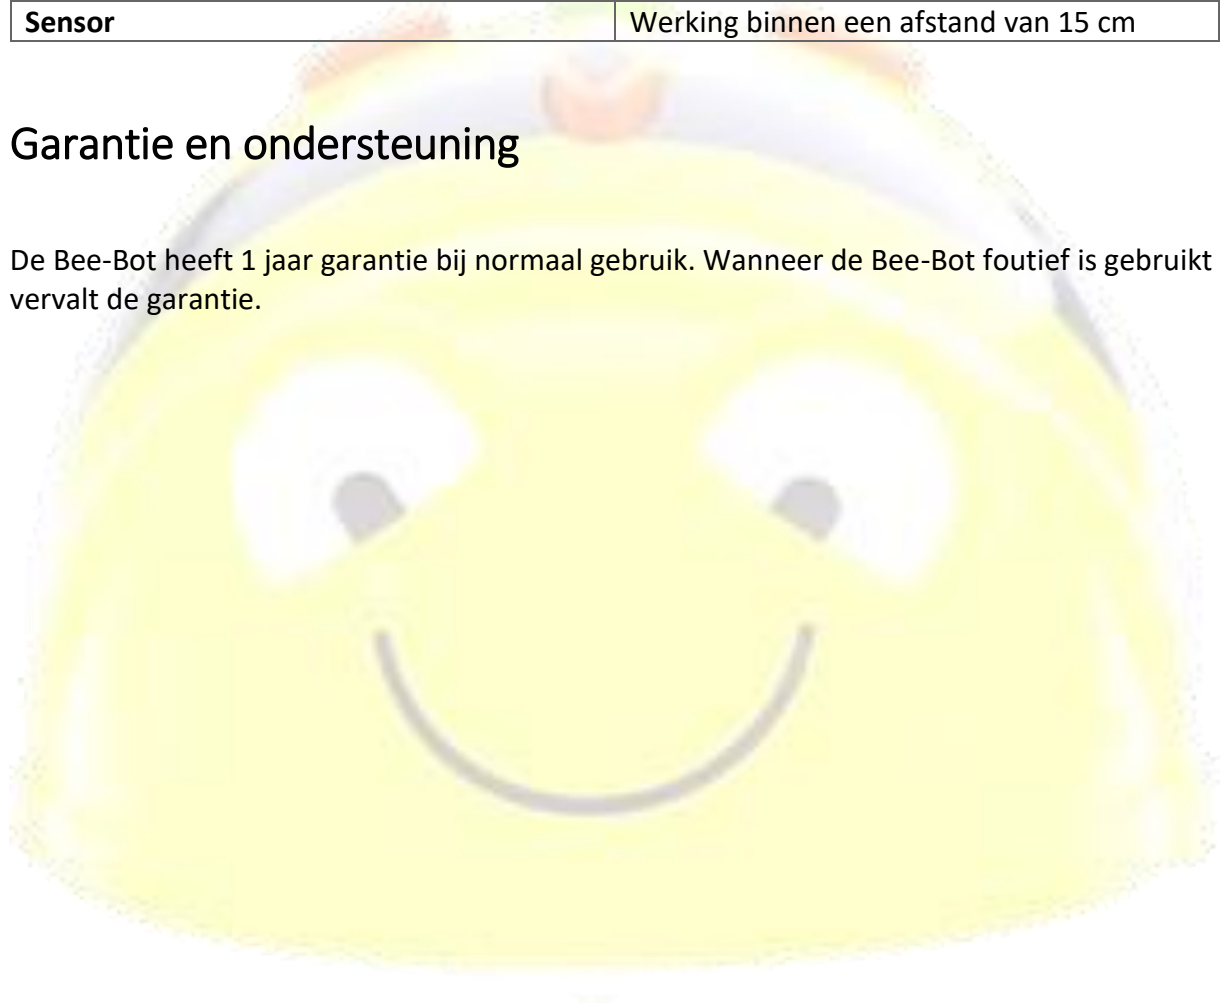 Sensor Werking binnen een afstand van 15 cm
Garantie en ondersteuning
De Bee-Bot heeft 1 jaar garantie bij normaal gebruik. Wanneer de Bee-Bot foutief is gebruikt
vervalt de garantie.